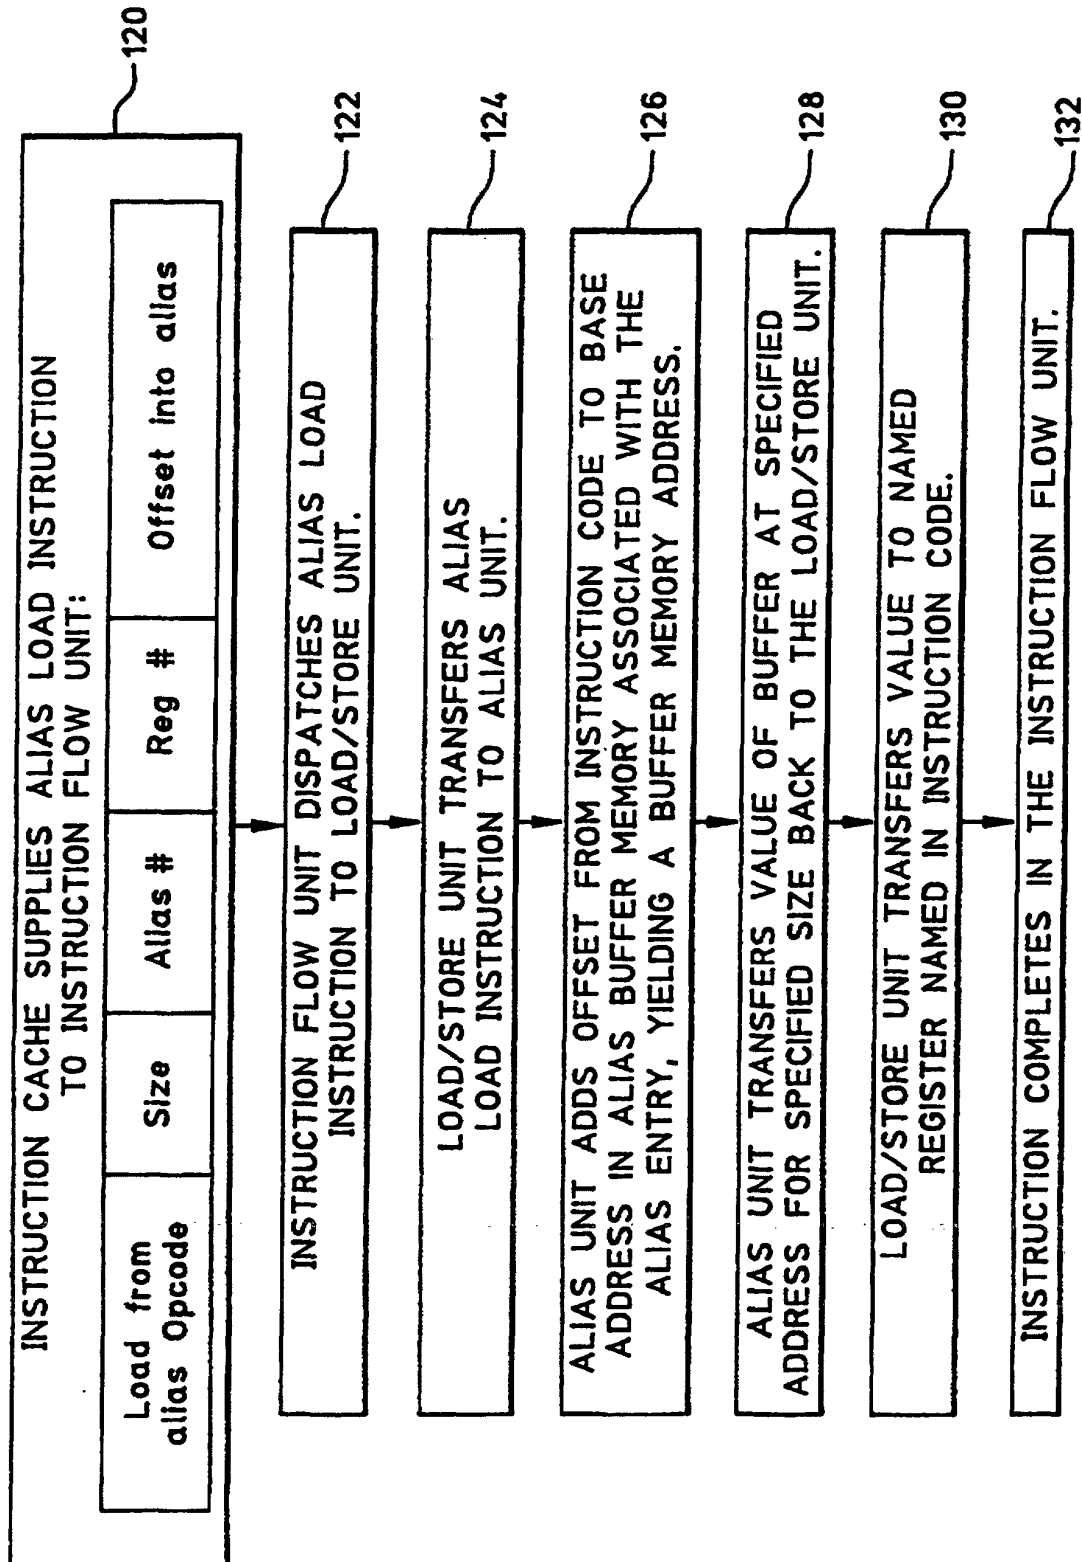 INSTRUCTION CACHE SUPPLIES ALIAS LOAD INSTRUCTION
TO INSTRUCTION FLOW UNIT:
Load from
alias Opcode
Size
Alias #
Reg #
Offset into alias
120
INSTRUCTION FLOW UNIT DISPATCHES ALIAS LOAD
INSTRUCTION TO LOAD/STORE UNIT.
122
LOAD/STORE UNIT TRANSFERS ALIAS
LOAD INSTRUCTION TO ALIAS UNIT.
124
ALIAS UNIT ADDS OFFSET FROM INSTRUCTION CODE TO BASE
ADDRESS IN ALIAS BUFFER MEMORY ASSOCIATED WITH THE
ALIAS ENTRY, YIELDING A BUFFER MEMORY ADDRESS.
126
ALIAS UNIT TRANSFERS VALUE OF BUFFER AT SPECIFIED
ADDRESS FOR SPECIFIED SIZE BACK TO THE LOAD/STORE UNIT.
128
LOAD/STORE UNIT TRANSFERS VALUE TO NAMED
REGISTER NAMED IN INSTRUCTION CODE.
130
INSTRUCTION COMPLETES IN THE INSTRUCTION FLOW UNIT.
132